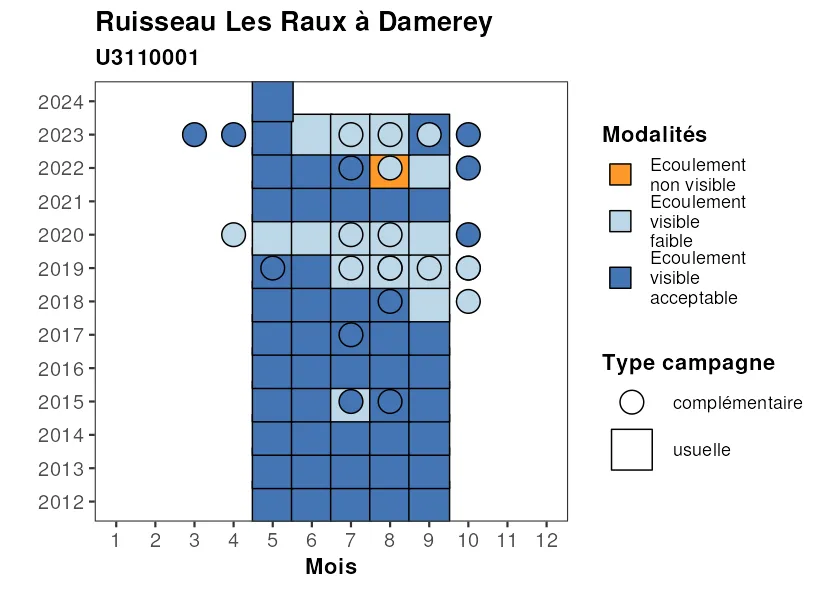 Ruisseau Les Raux à Damerey
U3110001
2024
2023
2022
2021
2020
2019
2018
2017
2016
2015
2014
2013
2012
1 2 3 4 5 6 7 8 9 10 11 12
Mois
Modalités
Ecoulement
non visible
Ecoulement
visible
faible
Ecoulement
visible
acceptable
Type campagne
complémentaire
usuelle